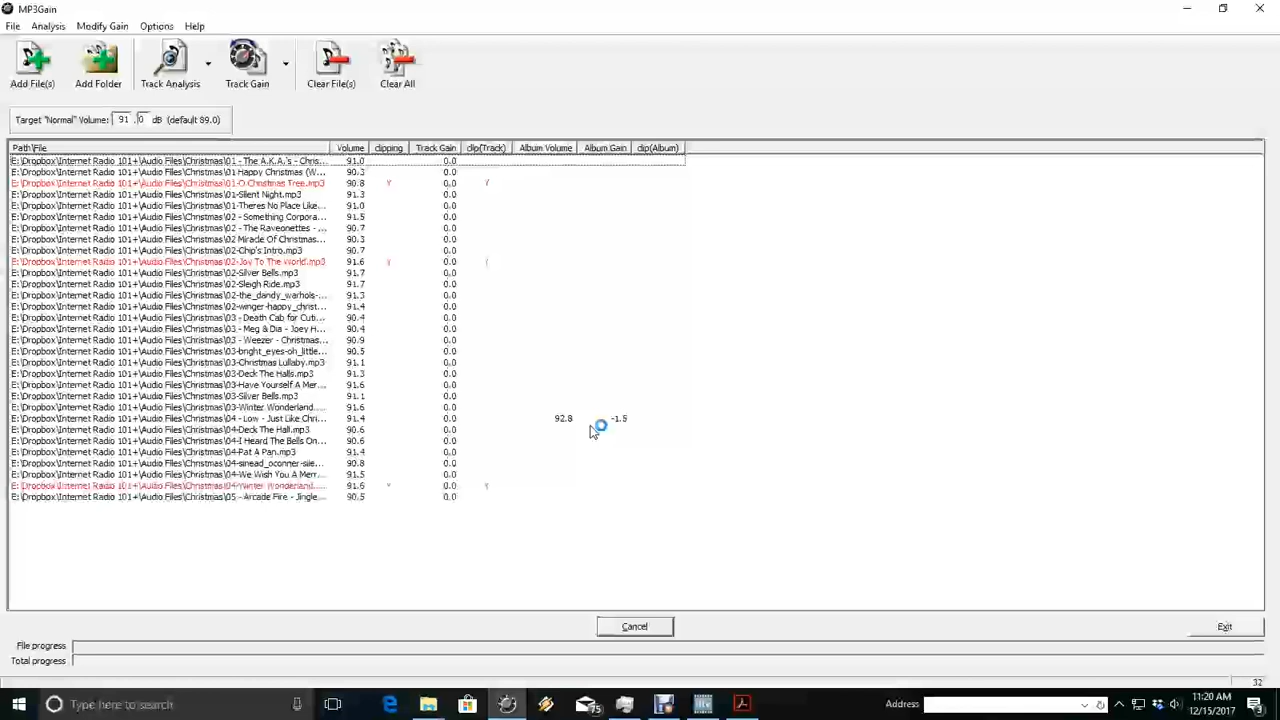 MP3Gain
File Analysis Modify Gain Options Help
Add File(s) Add Folder Track Analysis Track Gain Clear File(s) Clear All
Target "Normal" Volume: 91 . 0 dB (default 89.0)
Path\File Volume clipping Track Gain clip(Track) Album Volume Album Gain clip(Album)
E:\Dropbox\Internet Radio 101+\Audio Files\Christmas\01 - The A.K.A.'s - Chris... 91.0 0.0
E:\Dropbox\Internet Radio 101+\Audio Files\Christmas\01 Happy Christmas (W... 90.3 0.0
E:\Dropbox\Internet Radio 101+\Audio Files\Christmas\01-O Christmas Tree.mp3 90.8 Y 0.0 Y
E:\Dropbox\Internet Radio 101+\Audio Files\Christmas\01-Silent Night.mp3 91.3 0.0
E:\Dropbox\Internet Radio 101+\Audio Files\Christmas\01-Theres No Place Like... 91.0 0.0
E:\Dropbox\Internet Radio 101+\Audio Files\Christmas\02 - Something Corpora... 91.5 0.0
E:\Dropbox\Internet Radio 101+\Audio Files\Christmas\02 - The Raveonettes - ... 90.7 0.0
E:\Dropbox\Internet Radio 101+\Audio Files\Christmas\02 Miracle Of Christmas... 90.3 0.0
E:\Dropbox\Internet Radio 101+\Audio Files\Christmas\02-Chip's Intro.mp3 90.7 0.0
E:\Dropbox\Internet Radio 101+\Audio Files\Christmas\02-Joy To The World.mp3 91.6 Y 0.0
E:\Dropbox\Internet Radio 101+\Audio Files\Christmas\02-Silver Bells.mp3 91.7 0.0
E:\Dropbox\Internet Radio 101+\Audio Files\Christmas\02-Sleigh Ride.mp3 91.7 0.0
E:\Dropbox\Internet Radio 101+\Audio Files\Christmas\02-the_dandy_warhols-... 91.3 0.0
E:\Dropbox\Internet Radio 101+\Audio Files\Christmas\02-winger-happy_christ... 91.4 0.0
E:\Dropbox\Internet Radio 101+\Audio Files\Christmas\03 - Death Cab for Cuti... 90.4 0.0
E:\Dropbox\Internet Radio 101+\Audio Files\Christmas\03 - Meg & Dia - Joey H... 90.4 0.0
E:\Dropbox\Internet Radio 101+\Audio Files\Christmas\03 - Weezer - Christmas... 90.9 0.0
E:\Dropbox\Internet Radio 101+\Audio Files\Christmas\03-bright_eyes-oh_little... 90.5 0.0
E:\Dropbox\Internet Radio 101+\Audio Files\Christmas\03-Christmas Lullaby.mp3 91.1 0.0
E:\Dropbox\Internet Radio 101+\Audio Files\Christmas\03-Deck The Halls.mp3 91.3 0.0
E:\Dropbox\Internet Radio 101+\Audio Files\Christmas\03-Have Yourself A Mer... 91.6 0.0
E:\Dropbox\Internet Radio 101+\Audio Files\Christmas\03-Silver Bells.mp3 91.1 0.0
E:\Dropbox\Internet Radio 101+\Audio Files\Christmas\03-Winter Wonderland.... 91.6 0.0
E:\Dropbox\Internet Radio 101+\Audio Files\Christmas\04 - Low - Just Like Chri... 91.4 0.0 92.8 -1.5
E:\Dropbox\Internet Radio 101+\Audio Files\Christmas\04-Deck The Hall.mp3 90.6 0.0
E:\Dropbox\Internet Radio 101+\Audio Files\Christmas\04-I Heard The Bells On... 90.6 0.0
E:\Dropbox\Internet Radio 101+\Audio Files\Christmas\04-Pat A Pan.mp3 91.4 0.0
E:\Dropbox\Internet Radio 101+\Audio Files\Christmas\04-sinead_oconner-sile... 90.8 0.0
E:\Dropbox\Internet Radio 101+\Audio Files\Christmas\04-We Wish You A Merr... 91.5 0.0
E:\Dropbox\Internet Radio 101+\Audio Files\Christmas\04-Winter Wonderland.... 91.6 0.0
E:\Dropbox\Internet Radio 101+\Audio Files\Christmas\05 - Arcade Fire - Jingle... 90.5 0.0
Cancel Exit
File progress
Total progress
32
Type here to search
75
Address
11:20 AM
12/15/2017